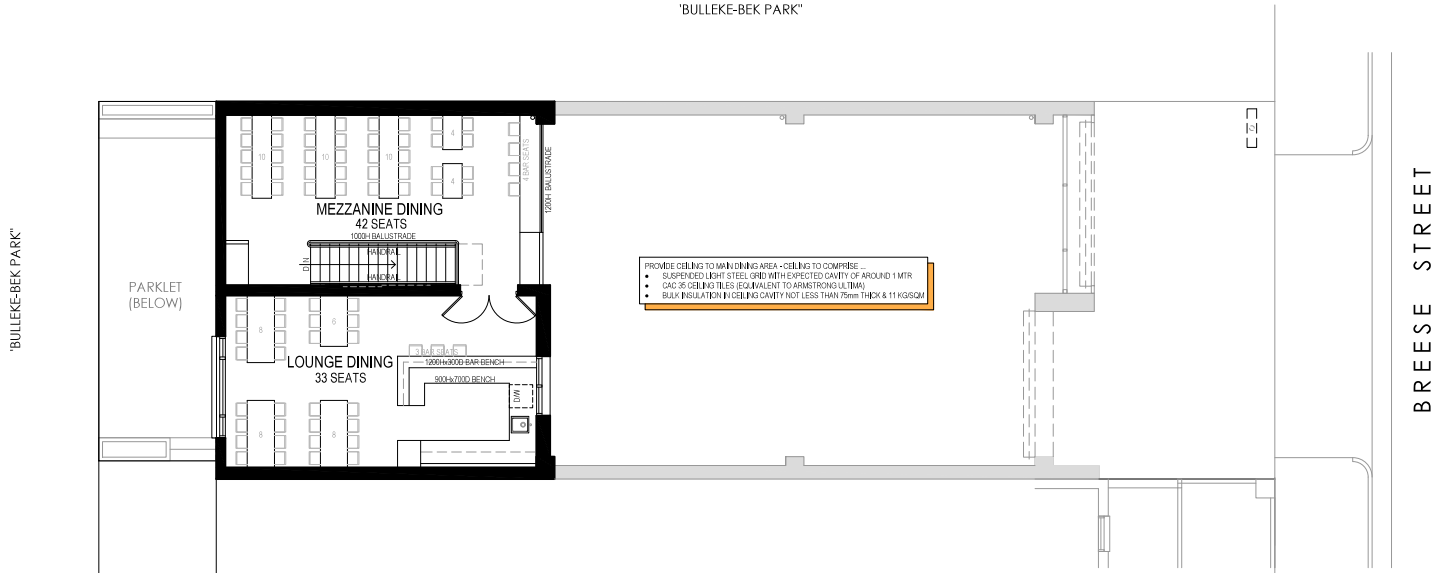 'BULLEKE-BEK PARK"
'BULLEKE-BEK PARK"
BREESE STREET
PARKLET
(BELOW)
10
10
10
4
4
4 BAR SEATS
1200H BALUSTRADE
MEZZANINE DINING
42 SEATS
1000H BALUSTRADE
HANDRAIL
DN
HANDRAIL
PROVIDE CEILING TO MAIN DINING AREA - CEILING TO COMPRISE ...
• SUSPENDED LIGHT STEEL GRID WITH EXPECTED CAVITY OF AROUND 1 MTR
• CAC 35 CEILING TILES (EQUIVALENT TO ARMSTRONG ULTIMA)
• BULK INSULATION IN CEILING CAVITY NOT LESS THAN 75mm THICK & 11 KG/SQM
8
6
3 BAR SEATS
LOUNGE DINING
33 SEATS
1200Hx300D BAR BENCH
900Hx700D BENCH
D/W
8
8